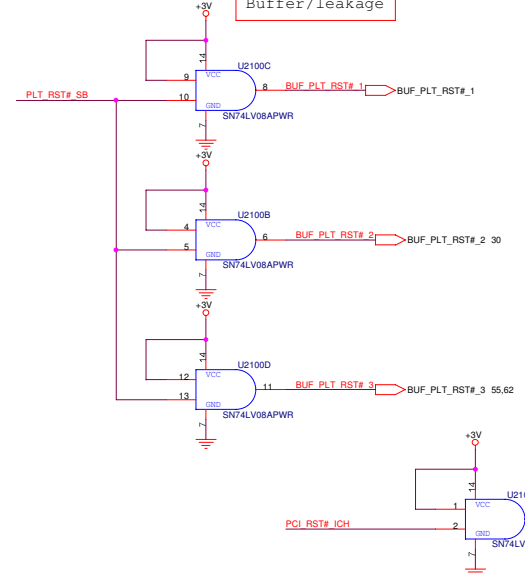 Buffer/leakage
+3V
14
U2100C
VCC
9
8
BUF_PLT_RST#_1
BUF_PLT_RST#_1
PLT_RST#_SB
10
GND
SN74LV08APWR
7
+3V
14
U2100B
VCC
4
6
BUF_PLT_RST#_2
BUF_PLT_RST#_2 30
5
GND
SN74LV08APWR
7
+3V
14
U2100D
VCC
12
11
BUF_PLT_RST#_3
BUF_PLT_RST#_3 55,62
13
GND
SN74LV08APWR
7
+3V
14
U210
VCC
1
PCI_RST#_ICH
2
GND
SN74LV
7